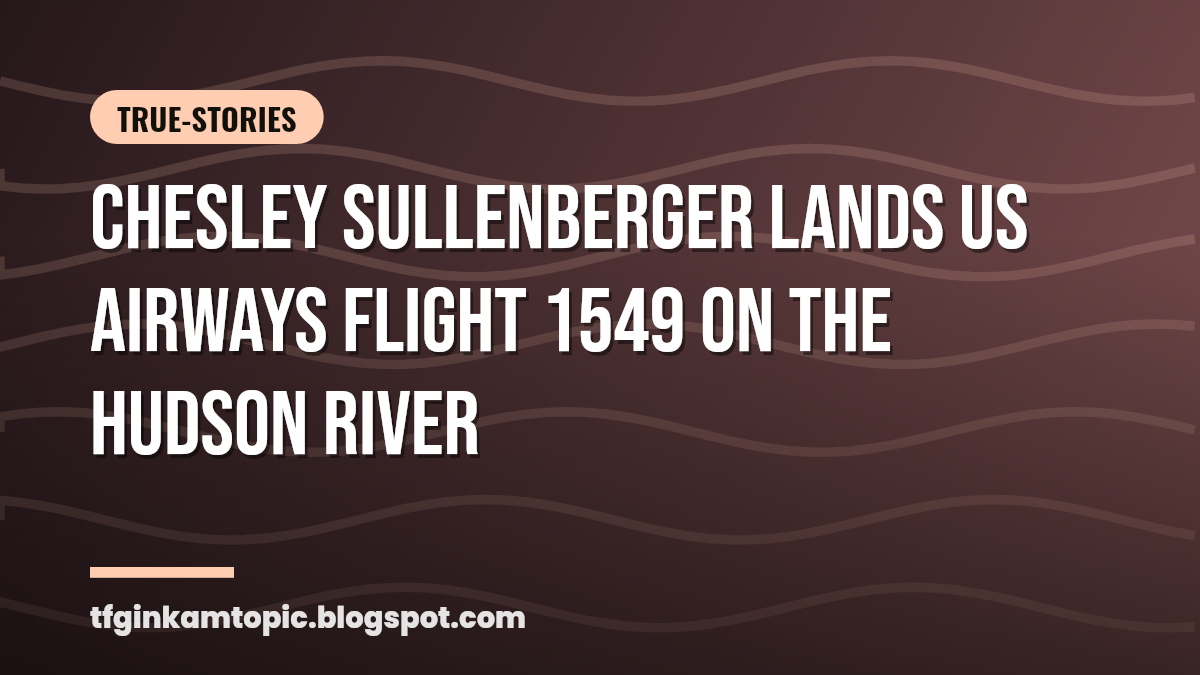 TRUE-STORIES
CHESLEY SULLENBERGER LANDS US
AIRWAYS FLIGHT 1549 ON THE
HUDSON RIVER
tfginkamtopic.blogspot.com